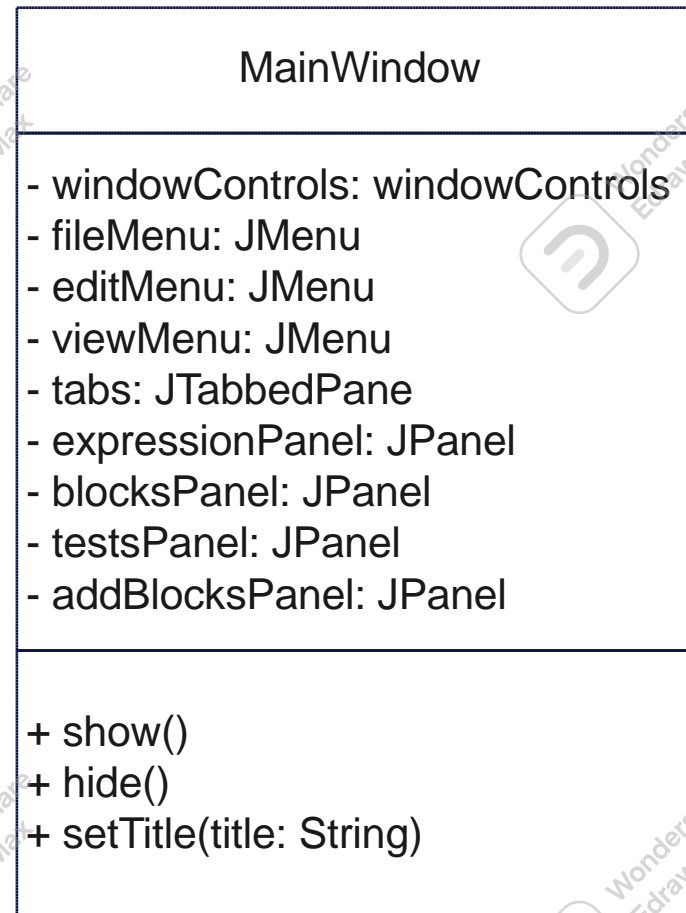 MainWindow
- windowControls: windowControls
- fileMenu: JMenu
- editMenu: JMenu
- viewMenu: JMenu
- tabs: JTabbedPane
- expressionPanel: JPanel
- blocksPanel: JPanel
- testsPanel: JPanel
- addBlocksPanel: JPanel
+ show()
+ hide()
+ setTitle(title: String)